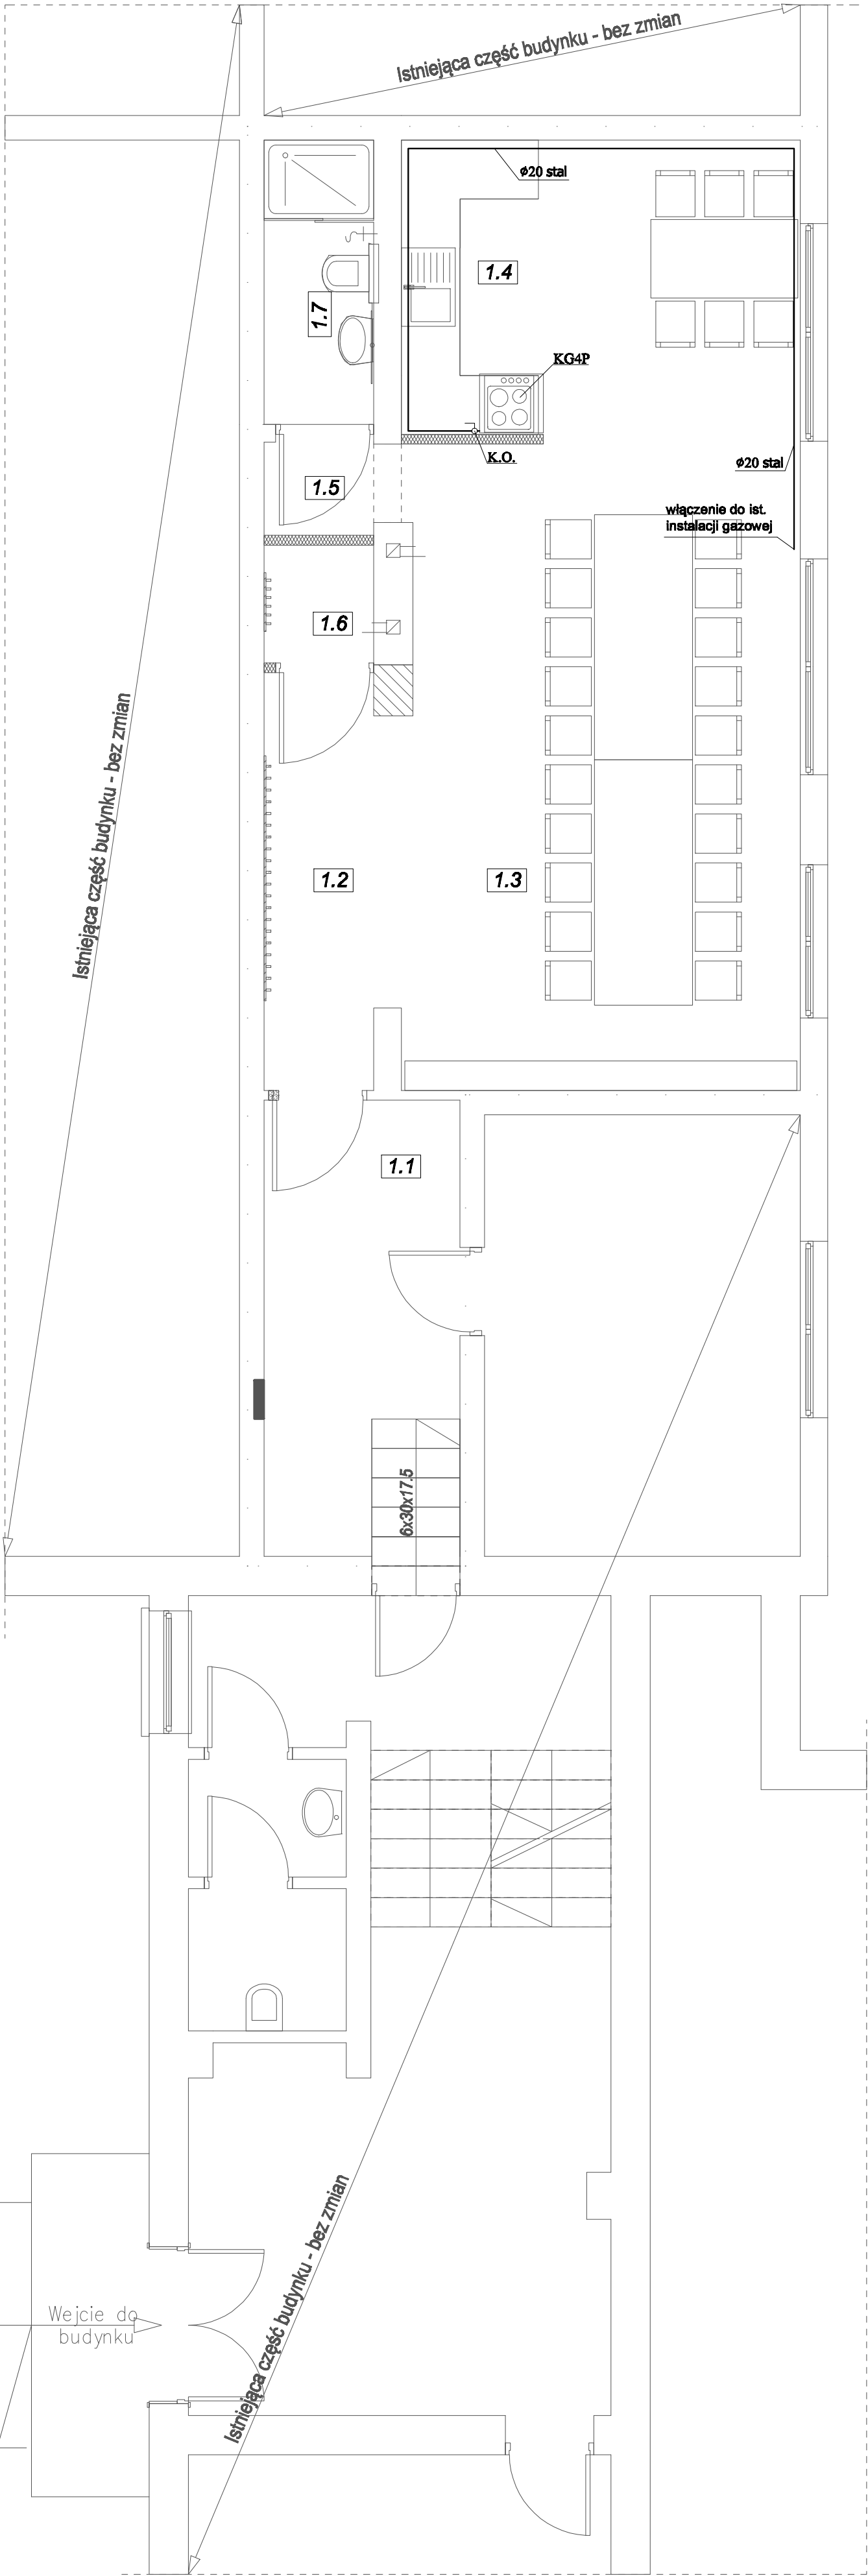 Istniejąca część budynku - bez zmian
ø20 stal
1.4
1.7
KG4P
K.O.
ø20 stal
1.5
włączenie do ist.
instalacji gazowej
1.6
Istniejąca część budynku - bez zmian
1.2
1.3
1.1
6x30x17.5
Istniejąca część budynku - bez zmian
Wejcie do
budynku